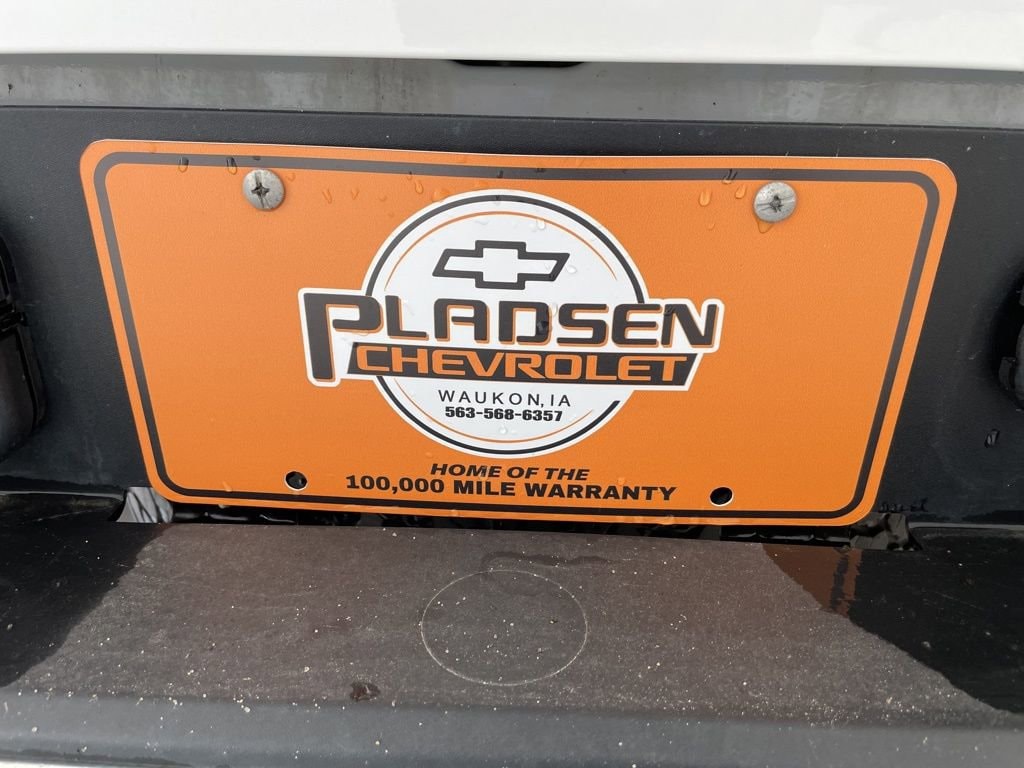 PLADSEN
CHEVROLET
WAUKON, IA
563-568-6357
HOME OF THE
100,000 MILE WARRANTY